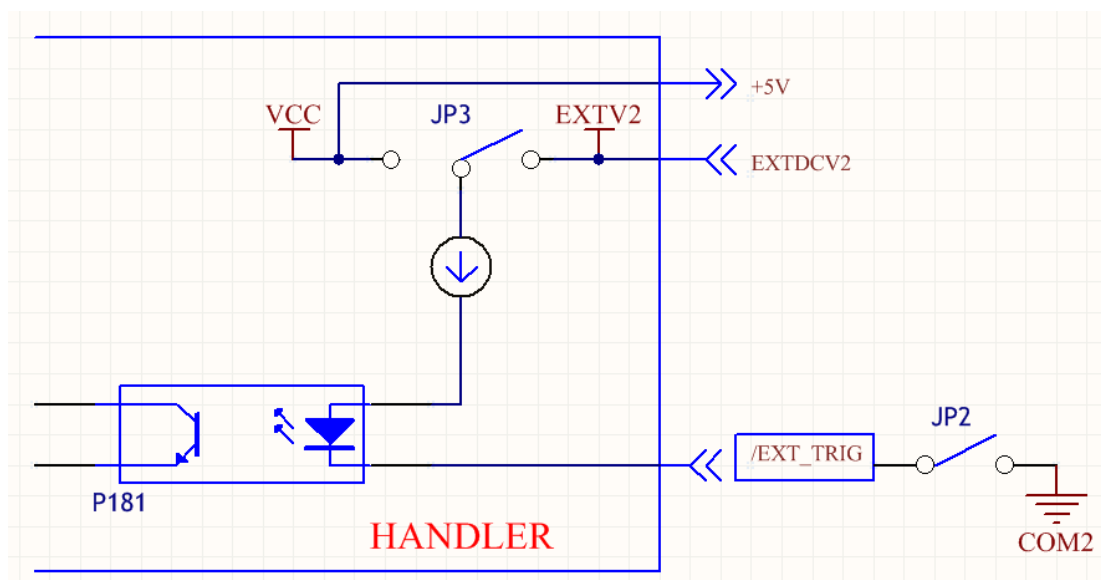 +5V
VCC
JP3
EXTV2
EXTDCV2
JP2
/EXT_TRIG
P181
HANDLER
COM2